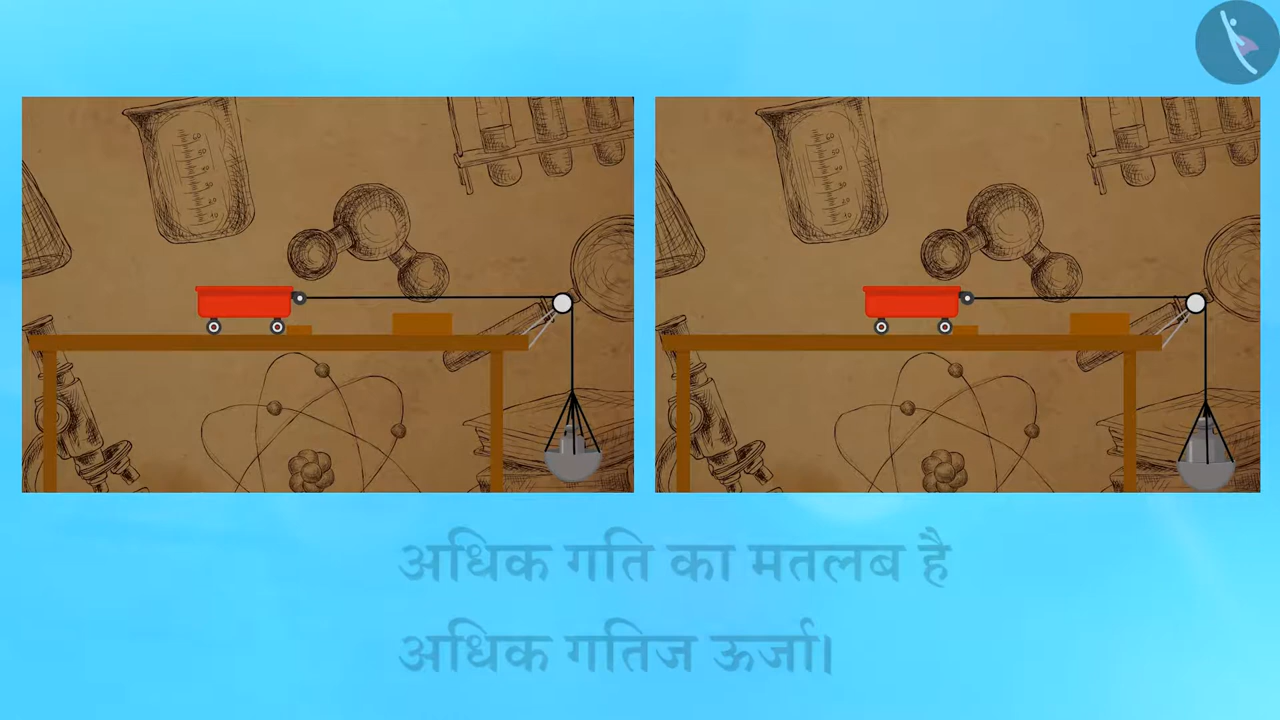 अधिक गति का मतलब है
अधिक गतिज ऊर्जा।